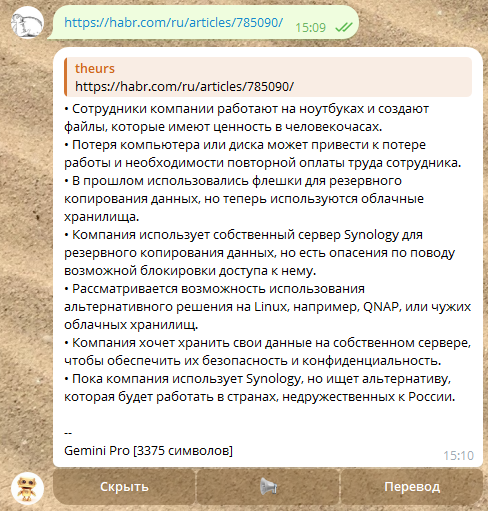 https://habr.com/ru/articles/785090/
15:09
theurs
https://habr.com/ru/articles/785090/
• Сотрудники компании работают на ноутбуках и создают
файлы, которые имеют ценность в человекочасах.
• Потеря компьютера или диска может привести к потере
работы и необходимости повторной оплаты труда сотрудника.
• В прошлом использовались флешки для резервного
копирования данных, но теперь используются облачные
хранилища.
• Компания использует собственный сервер Synology для
резервного копирования данных, но есть опасения по поводу
возможной блокировки доступа к нему.
• Рассматривается возможность использования
альтернативного решения на Linux, например, QNAP, или чужих
облачных хранилищ.
• Компания хочет хранить свои данные на собственном сервере,
чтобы обеспечить их безопасность и конфиденциальность.
• Пока компания использует Synology, но ищет альтернативу,
которая будет работать в странах, недружественных к России.
--
Gemini Pro [3375 символов]
15:10
Скрыть
Перевод